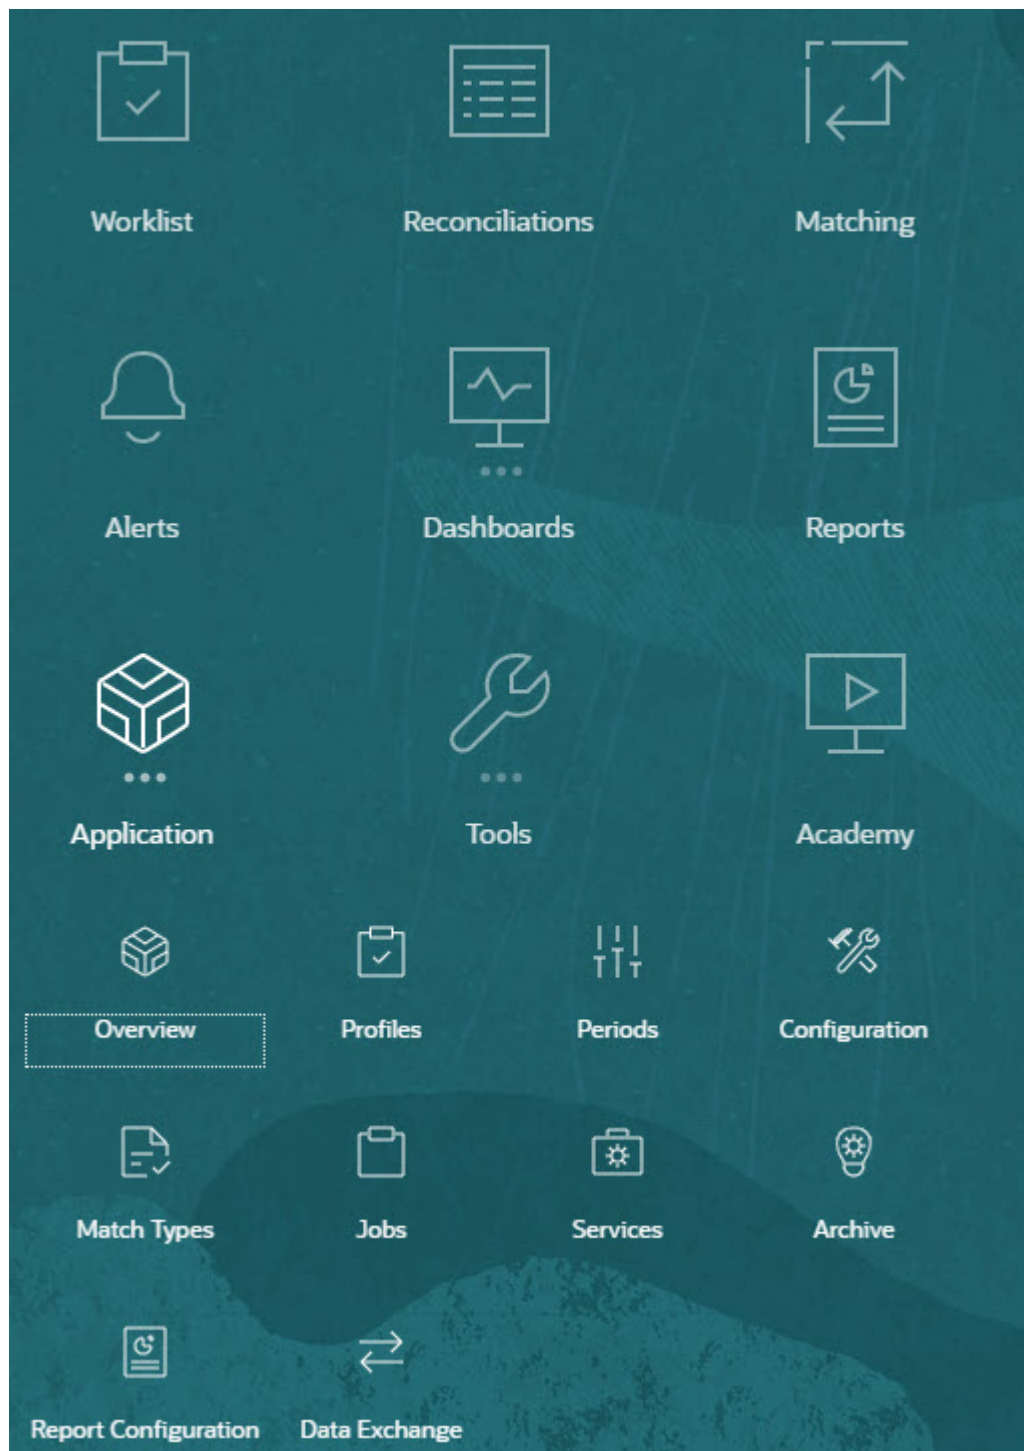 Worklist
Reconciliations
Matching
Alerts
Dashboards
Reports
Application
Tools
Academy
Overview
Profiles
Periods
Configuration
Match Types
Jobs
Services
Archive
Report Configuration
Data Exchange